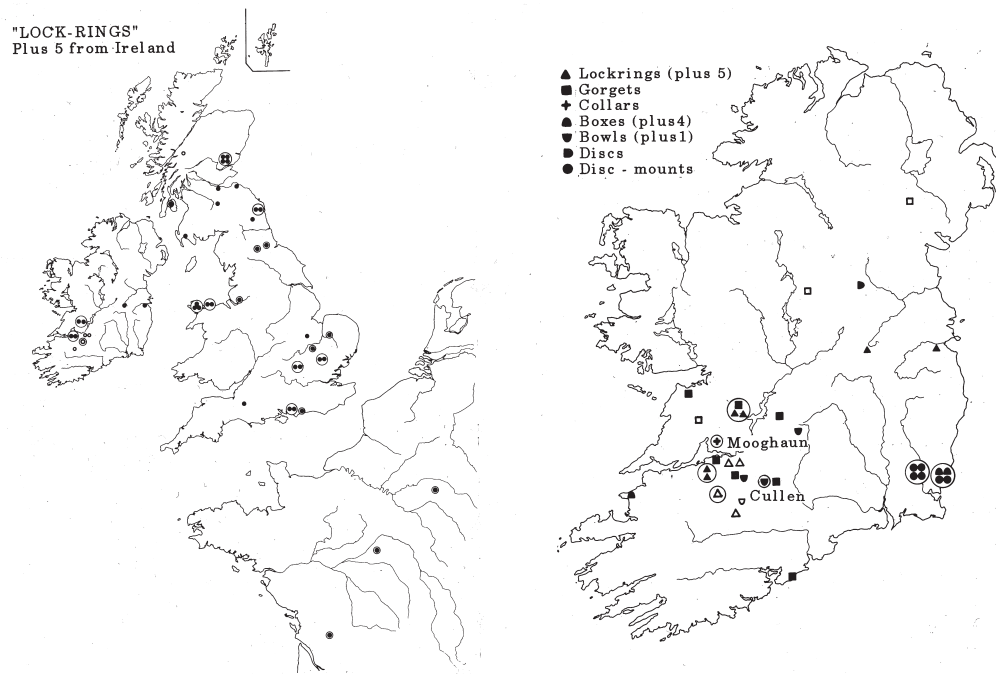 "LOCK-RINGS"
Plus 5 from Ireland
Lockrings (plus 5)
Gorgets
Collars
Boxes (plus4)
Bowls (plus1)
Discs
Disc - mounts
Mooghaun
Cullen